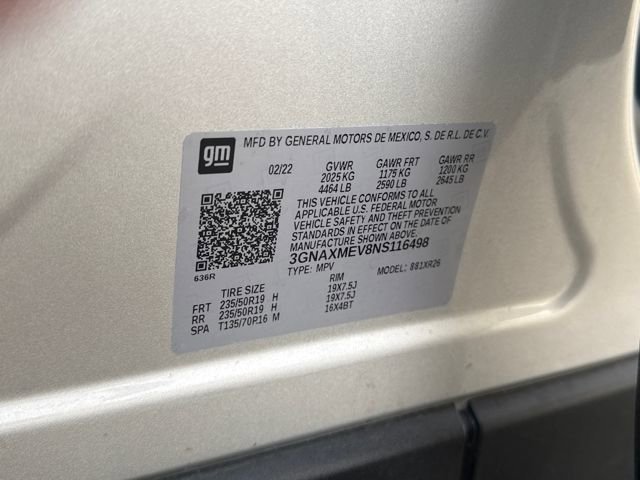 gm
MFD BY GENERAL MOTORS DE MEXICO, S. DE R.L. DE C.V.
02/22 GVWR GAWR FRT GAWR RR
2025 KG 1175 KG 1200 KG
4464 LB 2590 LB 2645 LB
THIS VEHICLE CONFORMS TO ALL
APPLICABLE U.S. FEDERAL MOTOR
VEHICLE SAFETY AND THEFT PREVENTION
STANDARDS IN EFFECT ON THE DATE OF
MANUFACTURE SHOWN ABOVE.
3GNAXMEV8NS116498
636R TYPE: MPV MODEL: 881XR26
TIRE SIZE RIM
FRT 235/50R19 H 19X7.5J
RR 235/50R19 H 19X7.5J
SPA T135/70R16 M 16X4BT